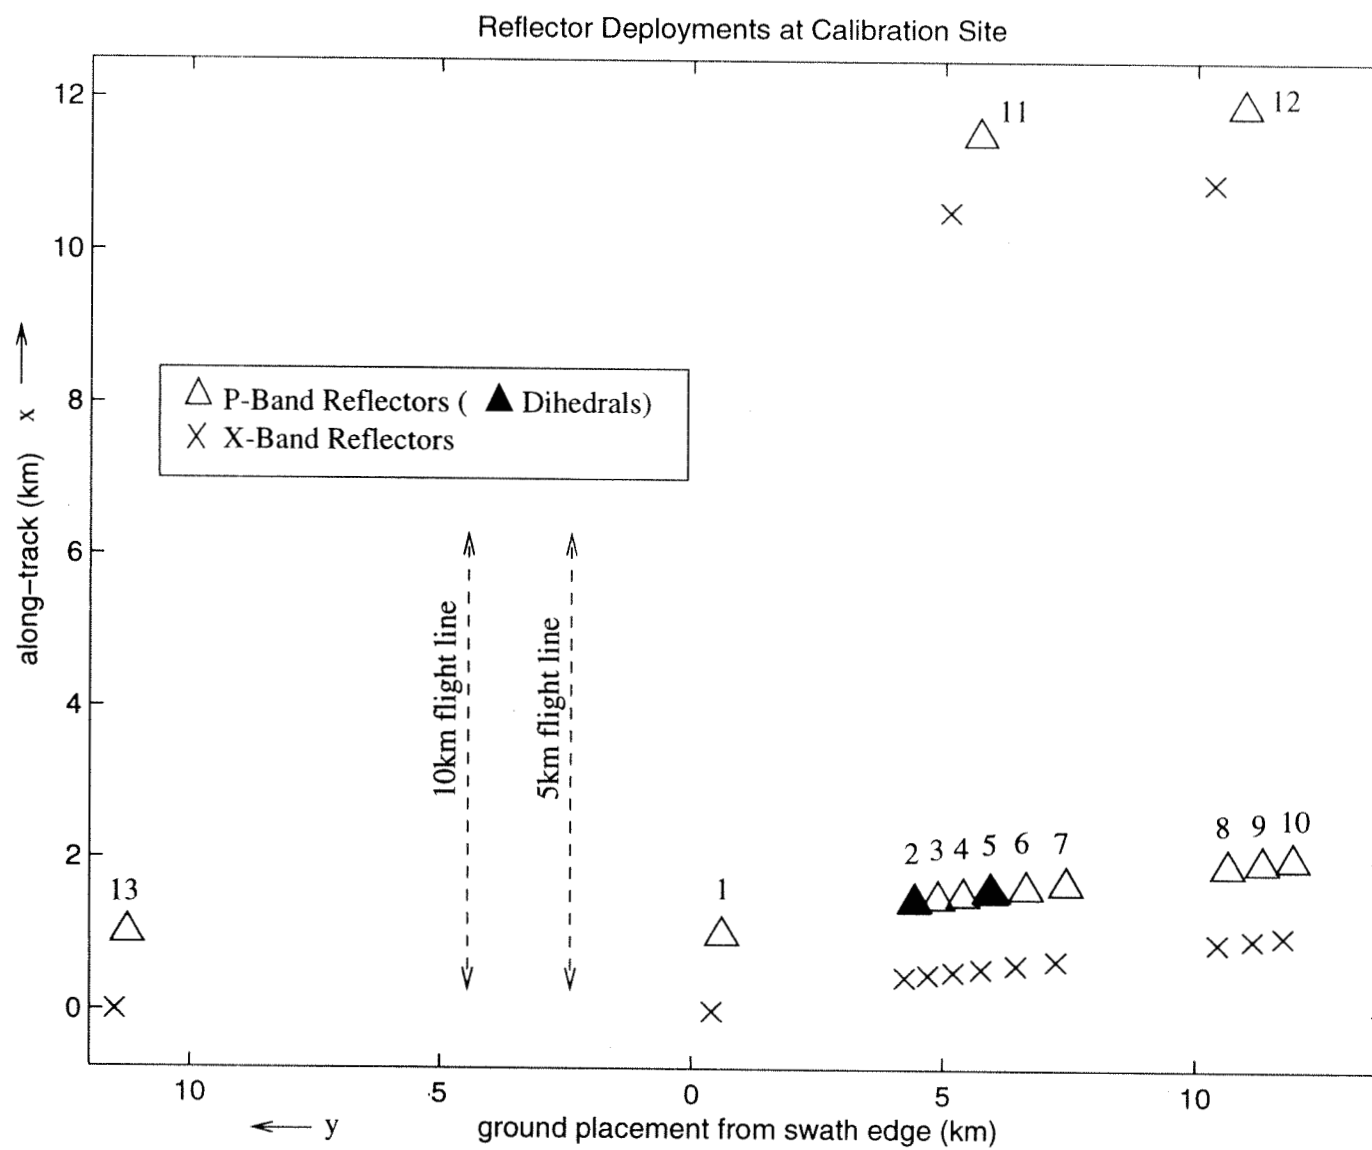 Reflector Deployments at Calibration Site
12
11
12
10
8
P-Band Reflectors ( Dihedrals)
X-Band Reflectors
along-track (km) x
6
10km flight line
5km flight line
4
2
13
1
2 3 4 5 6 7
8 9 10
0
10 5 0 5 10
y
ground placement from swath edge (km)